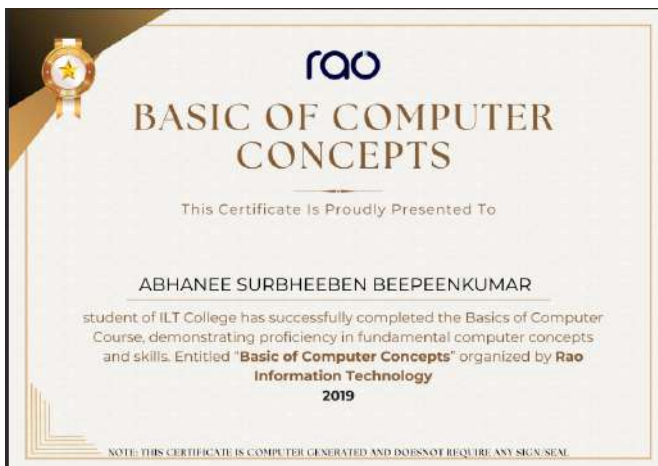 rao
BASIC OF COMPUTER
CONCEPTS
This Certificate Is Proudly Presented To
ABHANEE SURBHEEBEN BEEPEENKUMAR
student of ILT College has successfully completed the Basics of Computer
Course, demonstrating proficiency in fundamental computer concepts
and skills. Entitled "Basic of Computer Concepts" organized by Rao
Information Technology
2019
NOTE: THIS CERTIFICATE IS COMPUTER GENERATED AND DOESNOT REQUIRE ANY SIGN/SEAL